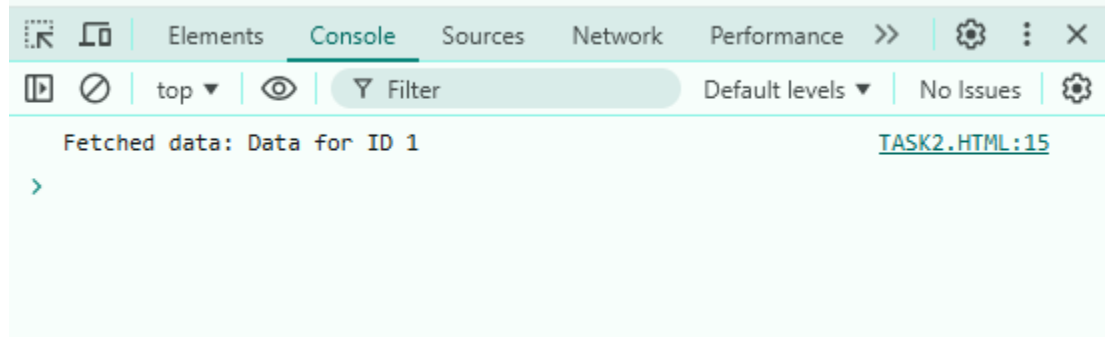 Elements Console Sources Network Performance
top Filter Default levels No Issues
Fetched data: Data for ID 1 TASK2.HTML:15